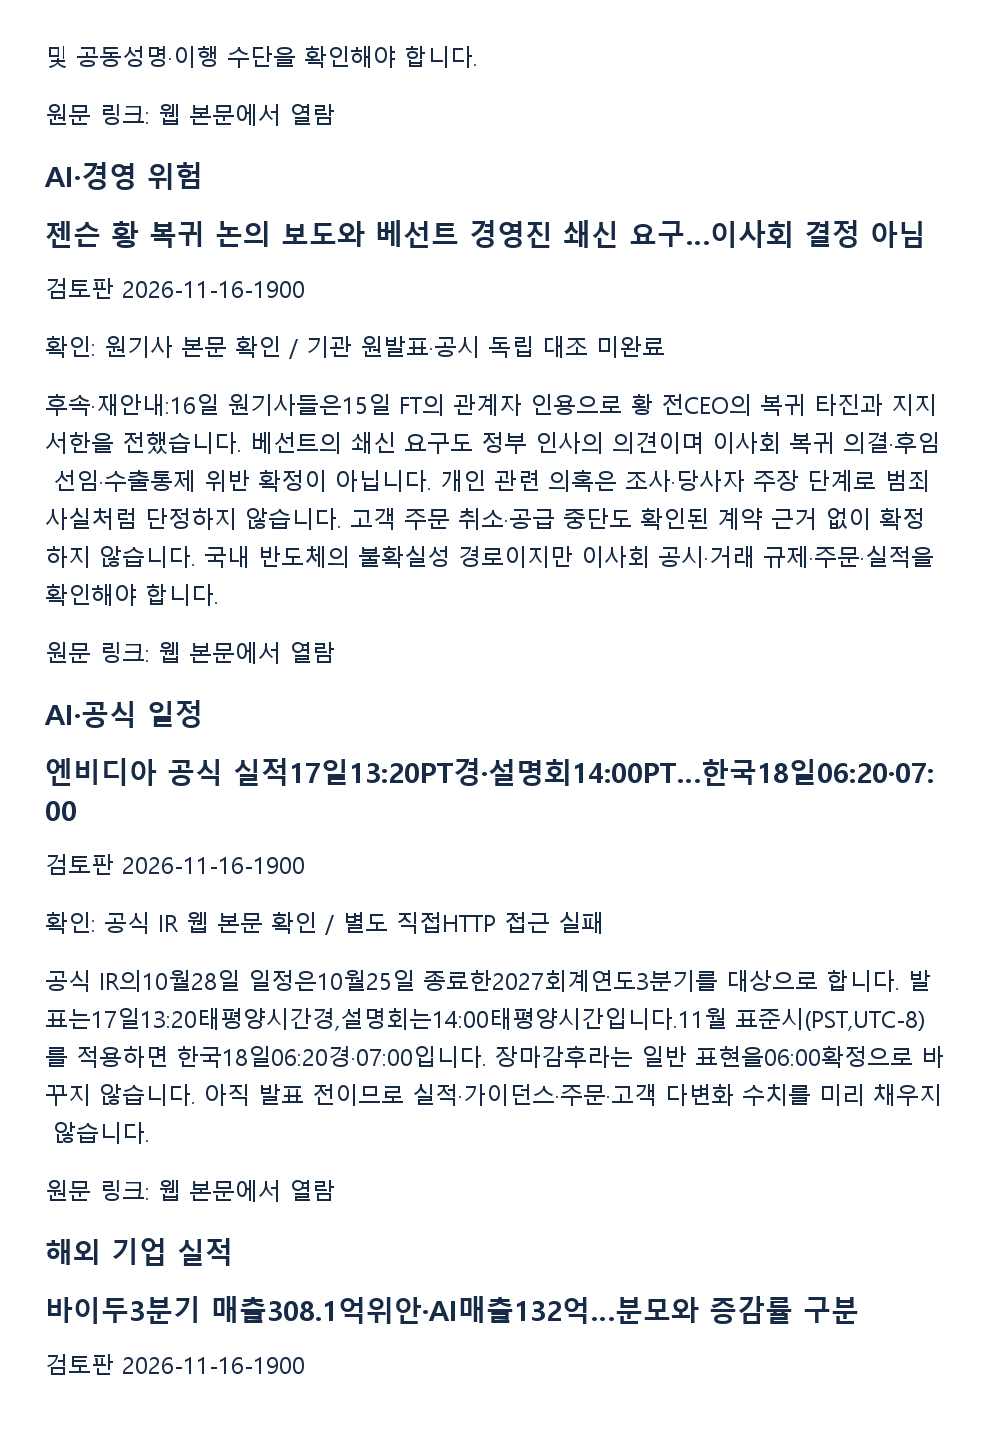 및 공동성명·이행 수단을 확인해야 합니다.
원문 링크: 웹 본문에서 열람
AI·경영 위험
젠슨 황 복귀 논의 보도와 베선트 경영진 쇄신 요구…이사회 결정 아님
검토판 2026-11-16-1900
확인: 원기사 본문 확인 / 기관 원발표·공시 독립 대조 미완료
후속·재안내:16일 원기사들은15일 FT의 관계자 인용으로 황 전CEO의 복귀 타진과 지지
서한을 전했습니다. 베선트의 쇄신 요구도 정부 인사의 의견이며 이사회 복귀 의결·후임
선임·수출통제 위반 확정이 아닙니다. 개인 관련 의혹은 조사·당사자 주장 단계로 범죄
사실처럼 단정하지 않습니다. 고객 주문 취소·공급 중단도 확인된 계약 근거 없이 확정
하지 않습니다. 국내 반도체의 불확실성 경로이지만 이사회 공시·거래 규제·주문·실적을
확인해야 합니다.
원문 링크: 웹 본문에서 열람
AI·공식 일정
엔비디아 공식 실적17일13:20PT경·설명회14:00PT…한국18일06:20·07:
00
검토판 2026-11-16-1900
확인: 공식 IR 웹 본문 확인 / 별도 직접HTTP 접근 실패
공식 IR의10월28일 일정은10월25일 종료한2027회계연도3분기를 대상으로 합니다. 발
표는17일13:20태평양시간경,설명회는14:00태평양시간입니다.11월 표준시(PST,UTC-8)
를 적용하면 한국18일06:20경·07:00입니다. 장마감후라는 일반 표현을06:00확정으로 바
꾸지 않습니다. 아직 발표 전이므로 실적·가이던스·주문·고객 다변화 수치를 미리 채우지
않습니다.
원문 링크: 웹 본문에서 열람
해외 기업 실적
바이두3분기 매출308.1억위안·AI매출132억…분모와 증감률 구분
검토판 2026-11-16-1900